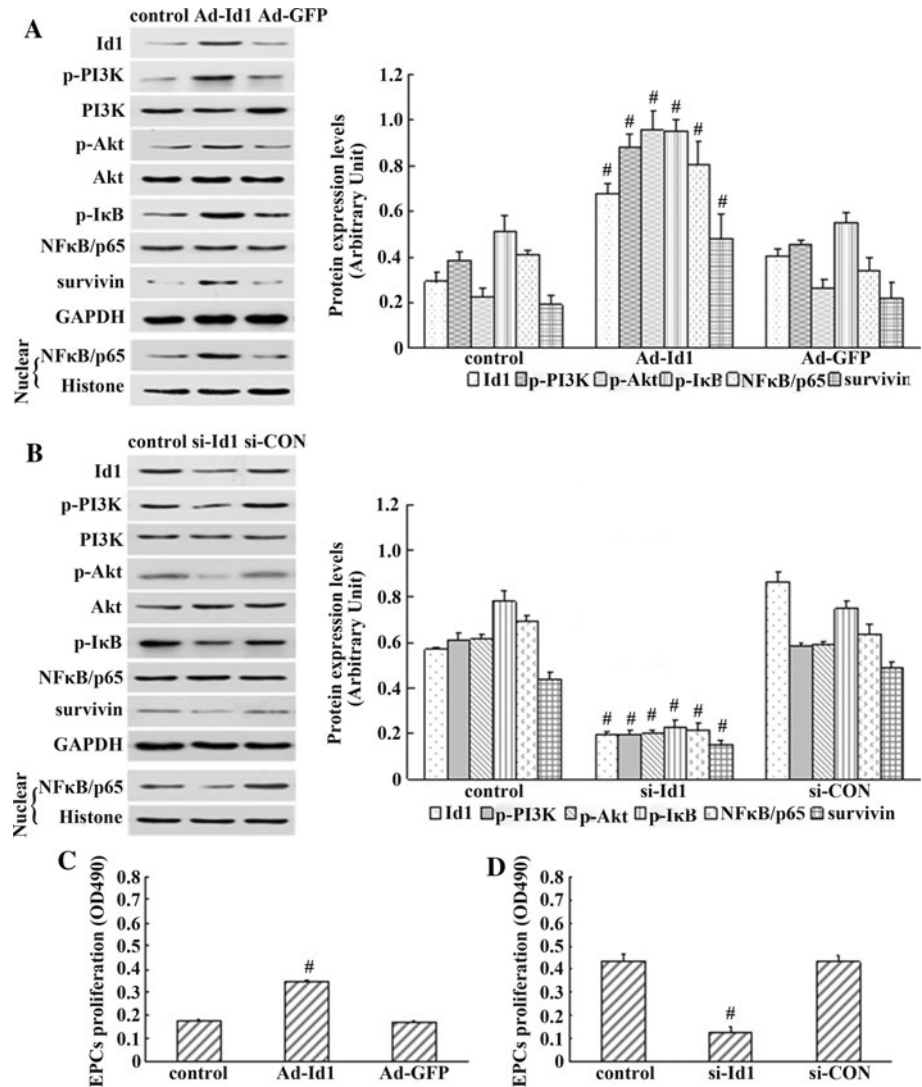 A
control Ad-Id1 Ad-GFP
Id1
p-PI3K
PI3K
p-Akt
Akt
p-IκB
NFκB/p65
survivin
GAPDH
Nuclear
NFκB/p65
Histone
Protein expression levels
(Arbitrary Unit)
1.2
1.0
0.8
0.6
0.4
0.2
0
# # # # # #
control Ad-Id1 Ad-GFP
Id1 p-PI3K p-Akt p-IκB NFκB/p65 survivin
B
control si-Id1 si-CON
Id1
p-PI3K
PI3K
p-Akt
Akt
p-IκB
NFκB/p65
survivin
GAPDH
Nuclear
NFκB/p65
Histone
Protein expression levels
(Arbitrary Unit)
1.2
1.0
0.8
0.6
0.4
0.2
0
# # # # # #
control si-Id1 si-CON
Id1 p-PI3K p-Akt p-IκB NFκB/p65 survivin
C
EPCs proliferation (OD490)
0.8
0.7
0.6
0.5
0.4
0.3
0.2
0.1
0
#
control Ad-Id1 Ad-GFP
D
EPCs proliferation (OD490)
0.8
0.7
0.6
0.5
0.4
0.3
0.2
0.1
0
#
control si-Id1 si-CON